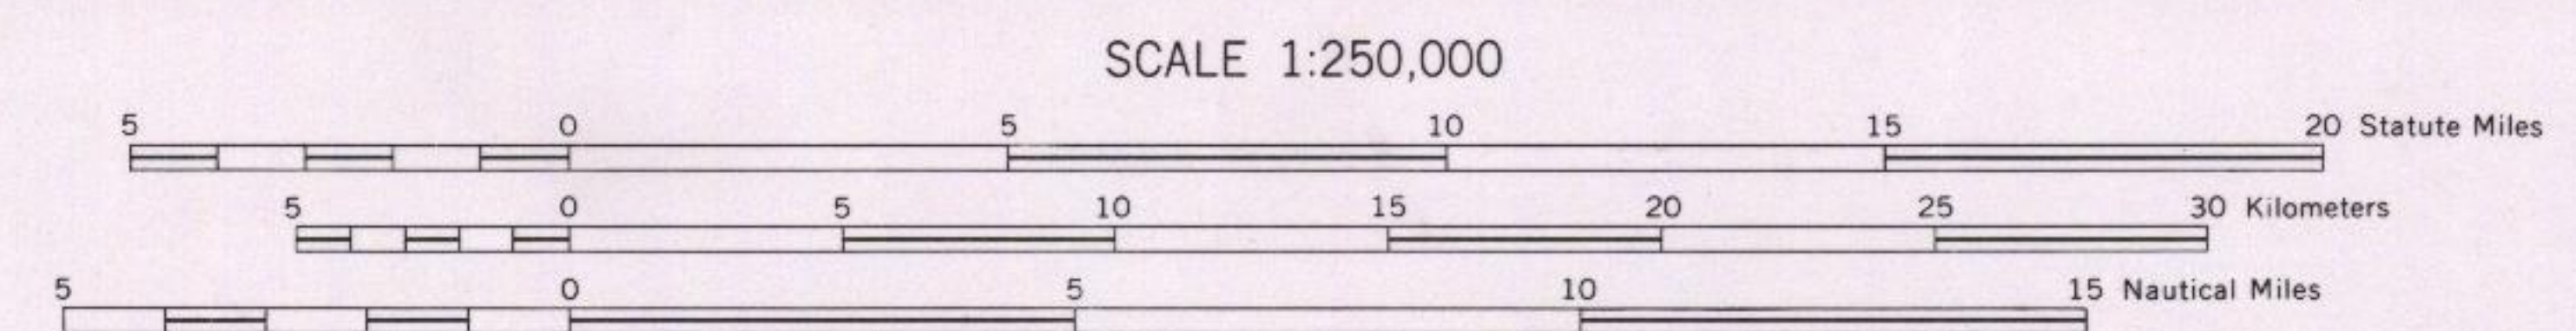 SCALE 1:250,000
5 0 5 10 15 20 Statute Miles
5 0 5 10 15 20 25 30 Kilometers
5 0 5 10 15 Nautical Miles